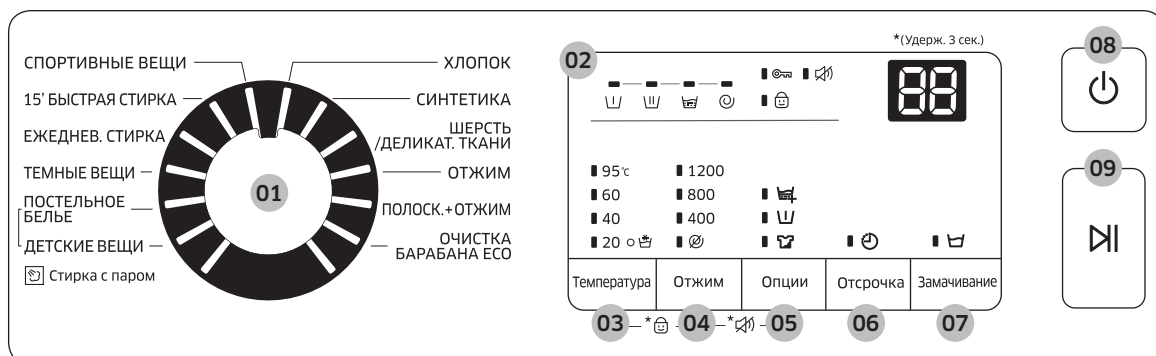 СПОРТИВНЫЕ ВЕЩИ
15' БЫСТРАЯ СТИРКА
ЕЖЕДНЕВ. СТИРКА
ТЕМНЫЕ ВЕЩИ
ПОСТЕЛЬНОЕ
БЕЛЬЕ
ДЕТСКИЕ ВЕЩИ
Стирка с паром
01
ХЛОПОК
СИНТЕТИКА
ШЕРСТЬ
/ДЕЛИКАТ. ТКАНИ
ОТЖИМ
ПОЛОСК.+ОТЖИМ
ОЧИСТКА
БАРАБАНА ECO
*(Удерж. 3 сек.)
02
88
95℃ 1200
60 800
40 400
20
Температура Отжим Опции Отсрочка Замачивание
03 * 04 * 05 06 07
08
09